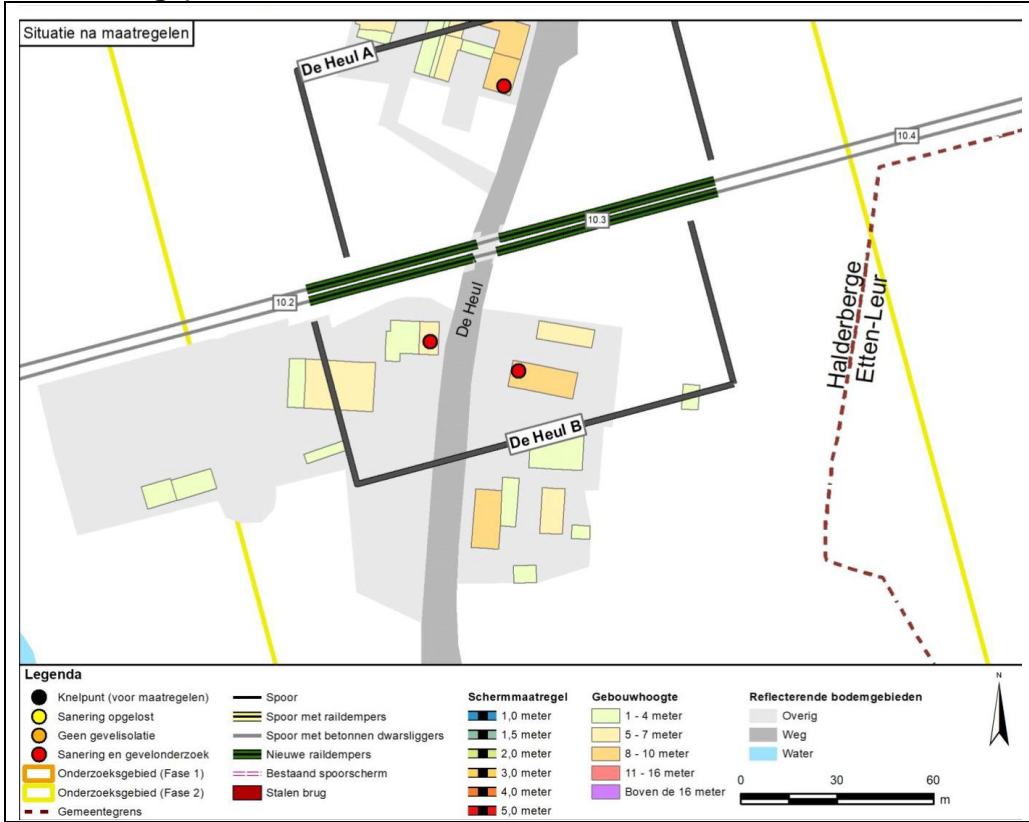 Situatie na maatregelen
De Heul A
10.4
10.3
10.2
De Heul
Halderberge
Etten-Leur
De Heul B
Legenda
Knelpunt (voor maatregelen)
Sanering opgelost
Geen gevelisolatie
Sanering en gevelonderzoek
Onderzoeksgebied (Fase 1)
Onderzoeksgebied (Fase 2)
Gemeentegrens
Spoor
Spoor met raildempers
Spoor met betonnen dwarsliggers
Nieuwe raildempers
Bestaand spoorscherm
Stalen brug
Schermmaatregel
1,0 meter
1,5 meter
2,0 meter
3,0 meter
4,0 meter
5,0 meter
Gebouwhoogte
1 - 4 meter
5 - 7 meter
8 - 10 meter
11 - 16 meter
Boven de 16 meter
Reflecterende bodemgebieden
Overig
Weg
Water
N
0 30 60
m